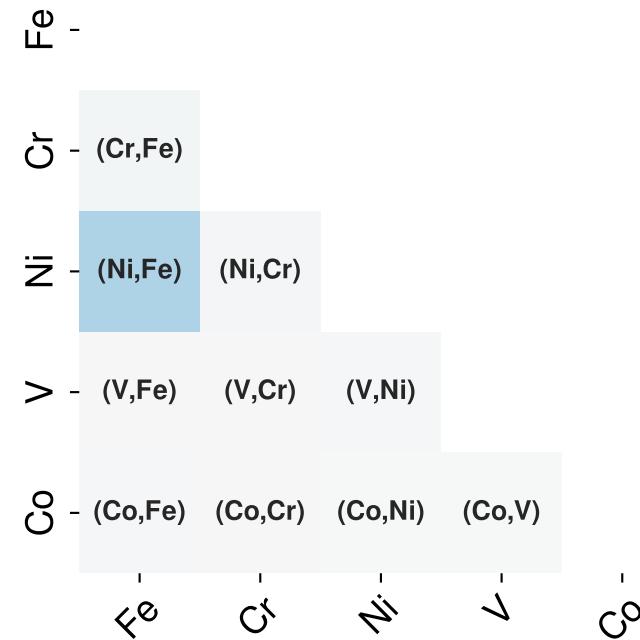 Fe
Cr (Cr,Fe)
Ni (Ni,Fe) (Ni,Cr)
V (V,Fe) (V,Cr) (V,Ni)
Co (Co,Fe) (Co,Cr) (Co,Ni) (Co,V)
Fe Cr Ni V Co